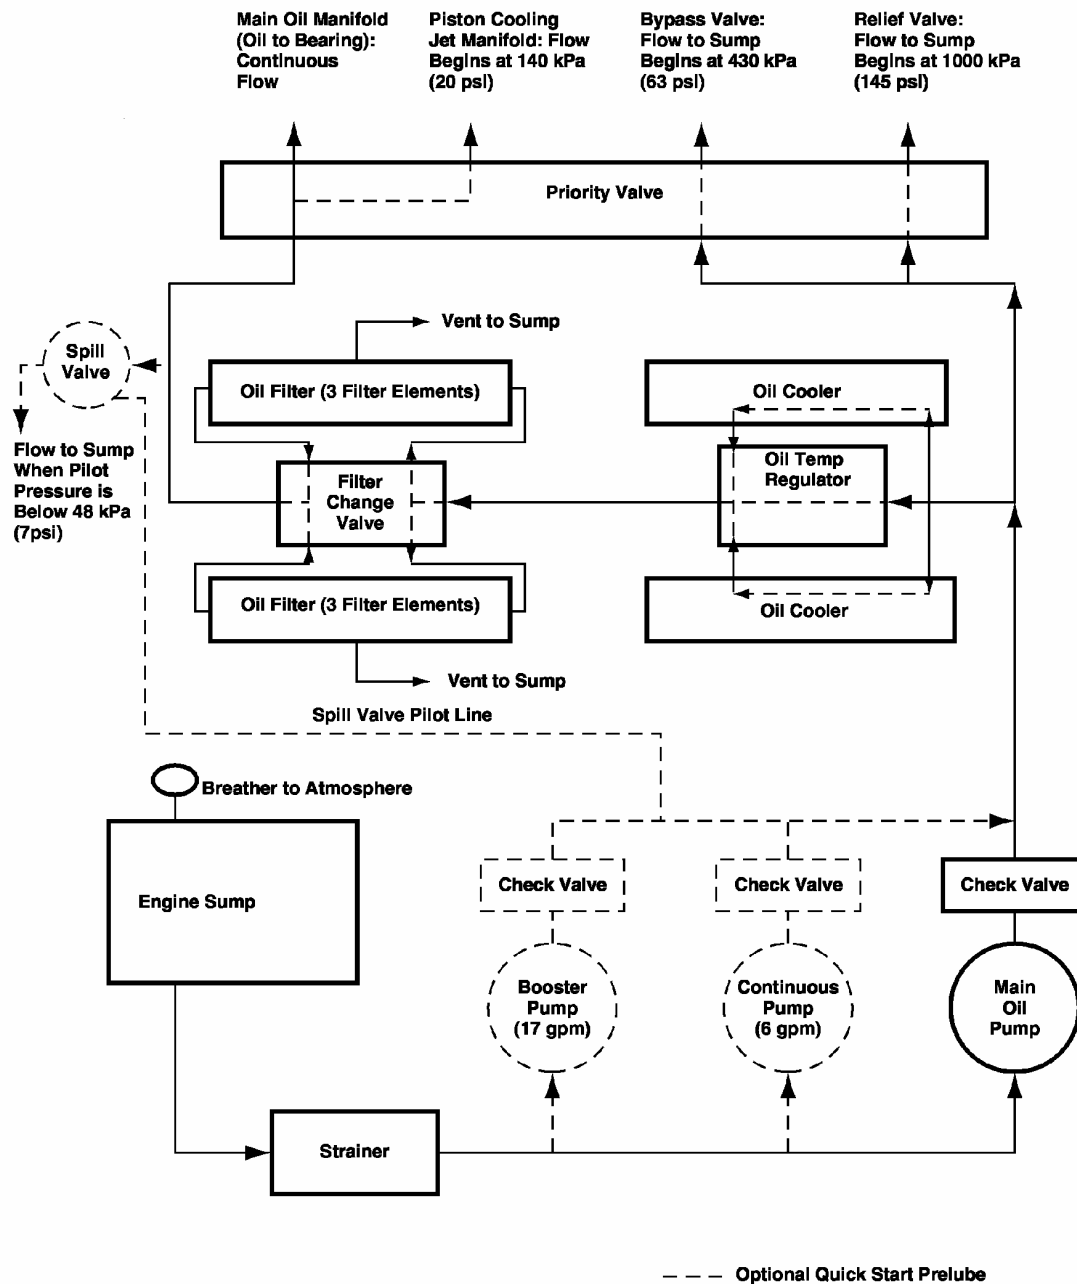 Main Oil Manifold
(Oil to Bearing):
Continuous
Flow
Piston Cooling
Jet Manifold: Flow
Begins at 140 kPa
(20 psi)
Bypass Valve:
Flow to Sump
Begins at 430 kPa
(63 psi)
Relief Valve:
Flow to Sump
Begins at 1000 kPa
(145 psi)
Priority Valve
Vent to Sump
Spill
Valve
Oil Filter (3 Filter Elements)
Oil Cooler
Flow to Sump
When Pilot
Pressure is
Below 48 kPa
(7psi)
Filter
Change
Valve
Oil Temp
Regulator
Oil Filter (3 Filter Elements)
Oil Cooler
Vent to Sump
Spill Valve Pilot Line
Breather to Atmosphere
Engine Sump
Check Valve
Check Valve
Check Valve
Booster
Pump
(17 gpm)
Continuous
Pump
(6 gpm)
Main
Oil
Pump
Strainer
Optional Quick Start Prelube